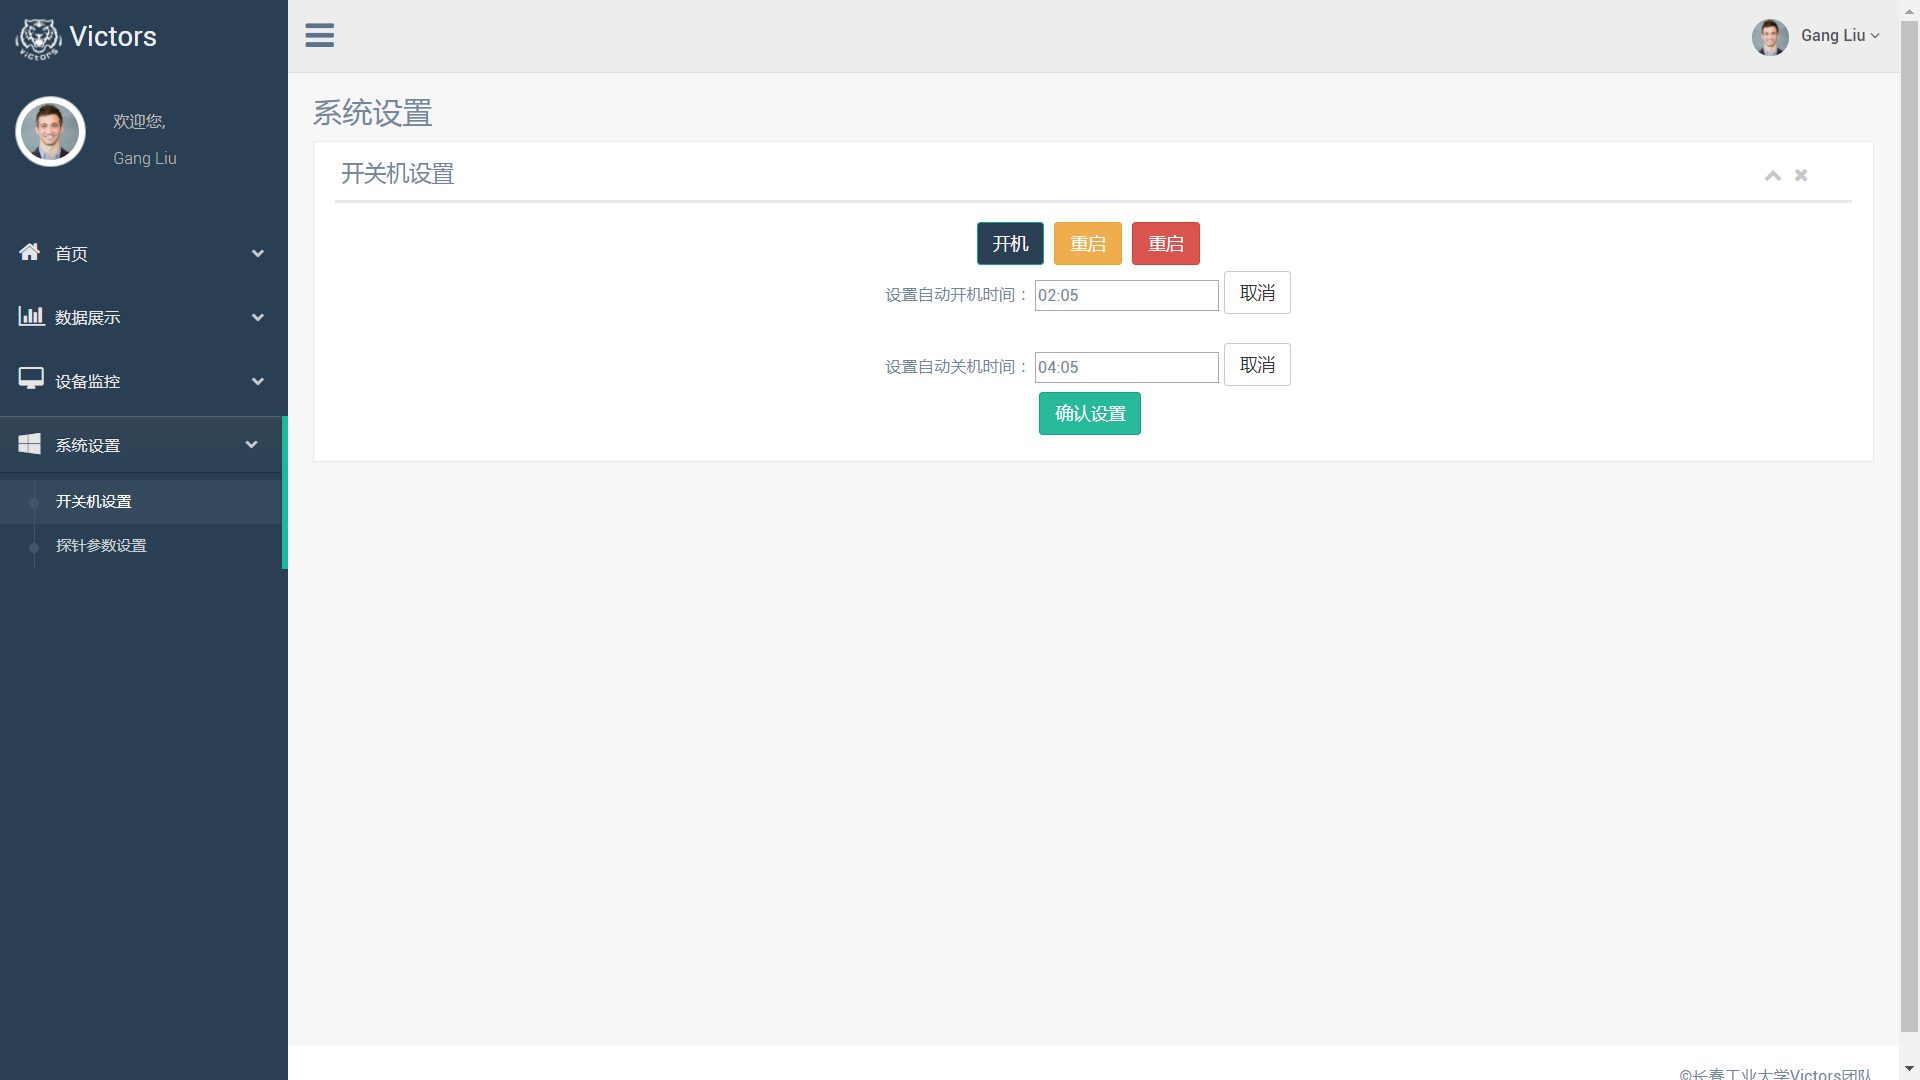 Victors
victors
Gang Liu
欢迎您,
Gang Liu
首页
数据展示
设备监控
系统设置
开关机设置
探针参数设置
系统设置
开关机设置
开机 重启 重启
设置自动开机时间： 02:05 取消
设置自动关机时间： 04:05 取消
确认设置
©长春工业大学Victors团队